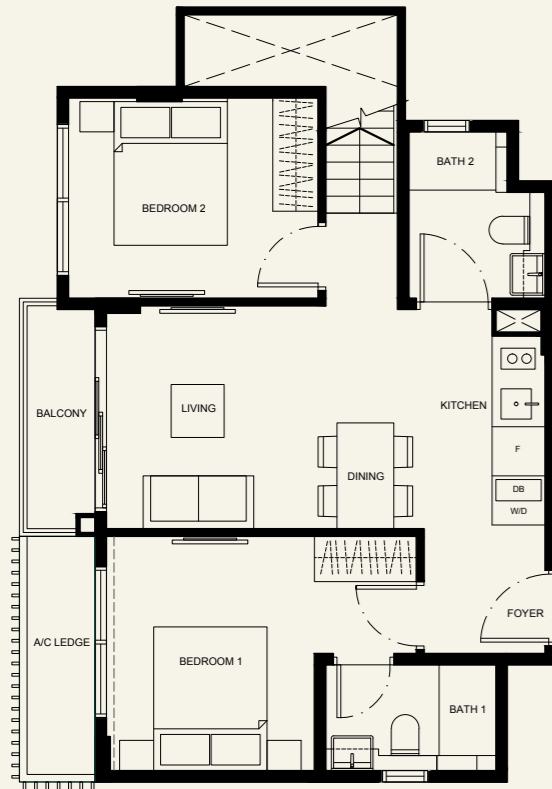 BATH 2
BEDROOM 2
BALCONY
LIVING
KITCHEN
F
DINING
DB
W/D
FOYER
A/C LEDGE
BEDROOM 1
BATH 1